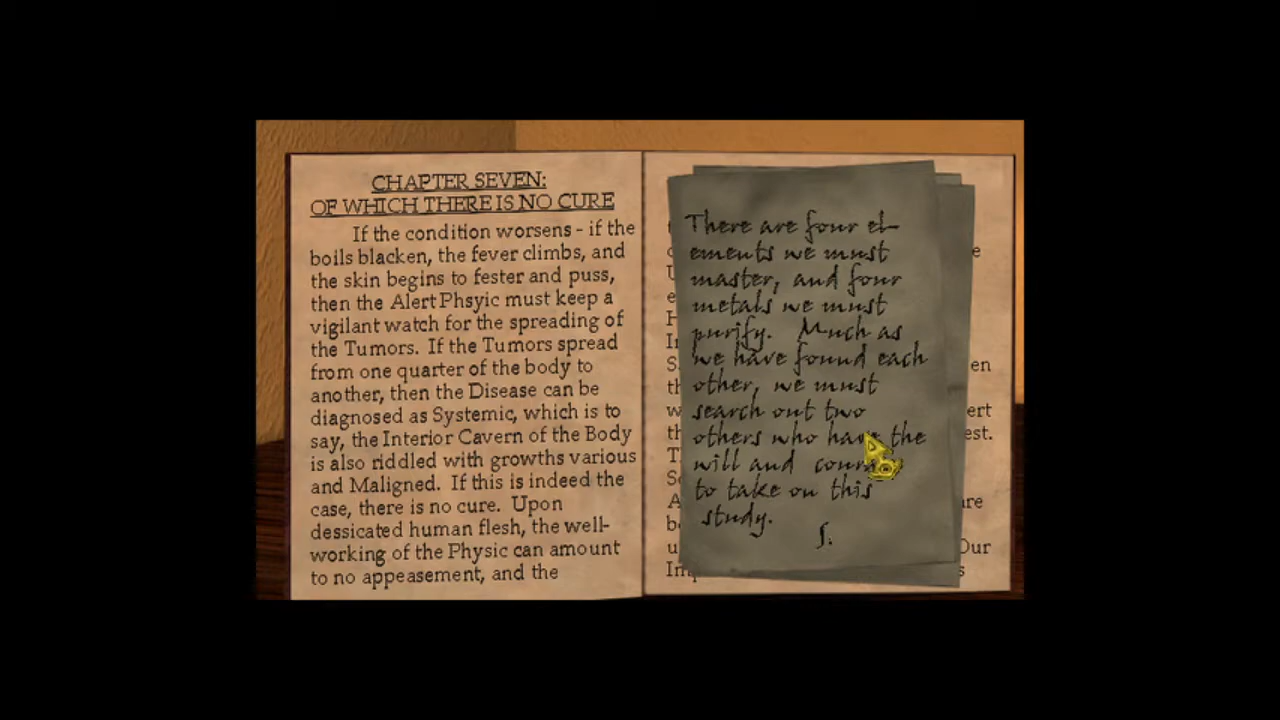 CHAPTER SEVEN:
OF WHICH THERE IS NO CURE
If the condition worsens - if the
boils blacken, the fever climbs, and
the skin begins to fester and puss,
then the Alert Phsyic must keep a
vigilant watch for the spreading of
the Tumors. If the Tumors spread
from one quarter of the body to
another, then the Disease can be
diagnosed as Systemic, which is to
say, the Interior Cavern of the Body
is also riddled with growths various
and Maligned. If this is indeed the
case, there is no cure. Upon
dessicated human flesh, the well-
working of the Physic can amount
to no appeasement, and the
There are four el-
ements we must
master, and four
metals we must
purify. Much as
we have found each
other, we must
search out two
others who have the
will and
to take on this
study.
S.